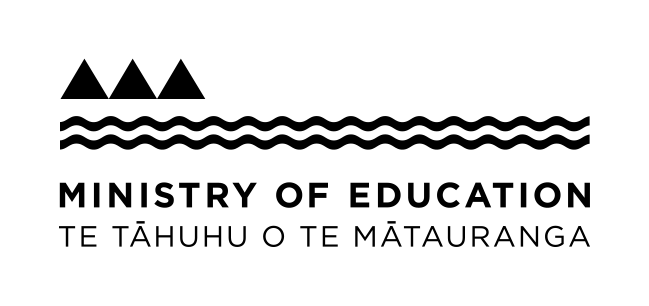 MINISTRY OF EDUCATION
TE TĀHUHU O TE MĀTAURANGA